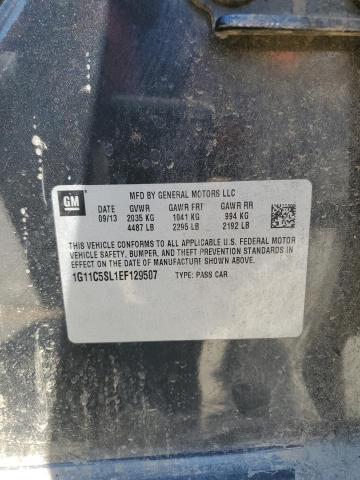 GM
MFD BY GENERAL MOTORS LLC
DATE GVWR GAWR FRT GAWR RR
09/13 2035 KG 1041 KG 994 KG
4487 LB 2295 LB 2192 LB
THIS VEHICLE CONFORMS TO ALL APPLICABLE U.S. FEDERAL MOTOR
VEHICLE SAFETY, BUMPER, AND THEFT PREVENTION STANDARDS IN
EFFECT ON THE DATE OF MANUFACTURE SHOWN ABOVE.
1G11C5SL1EF129507 TYPE: PASS CAR